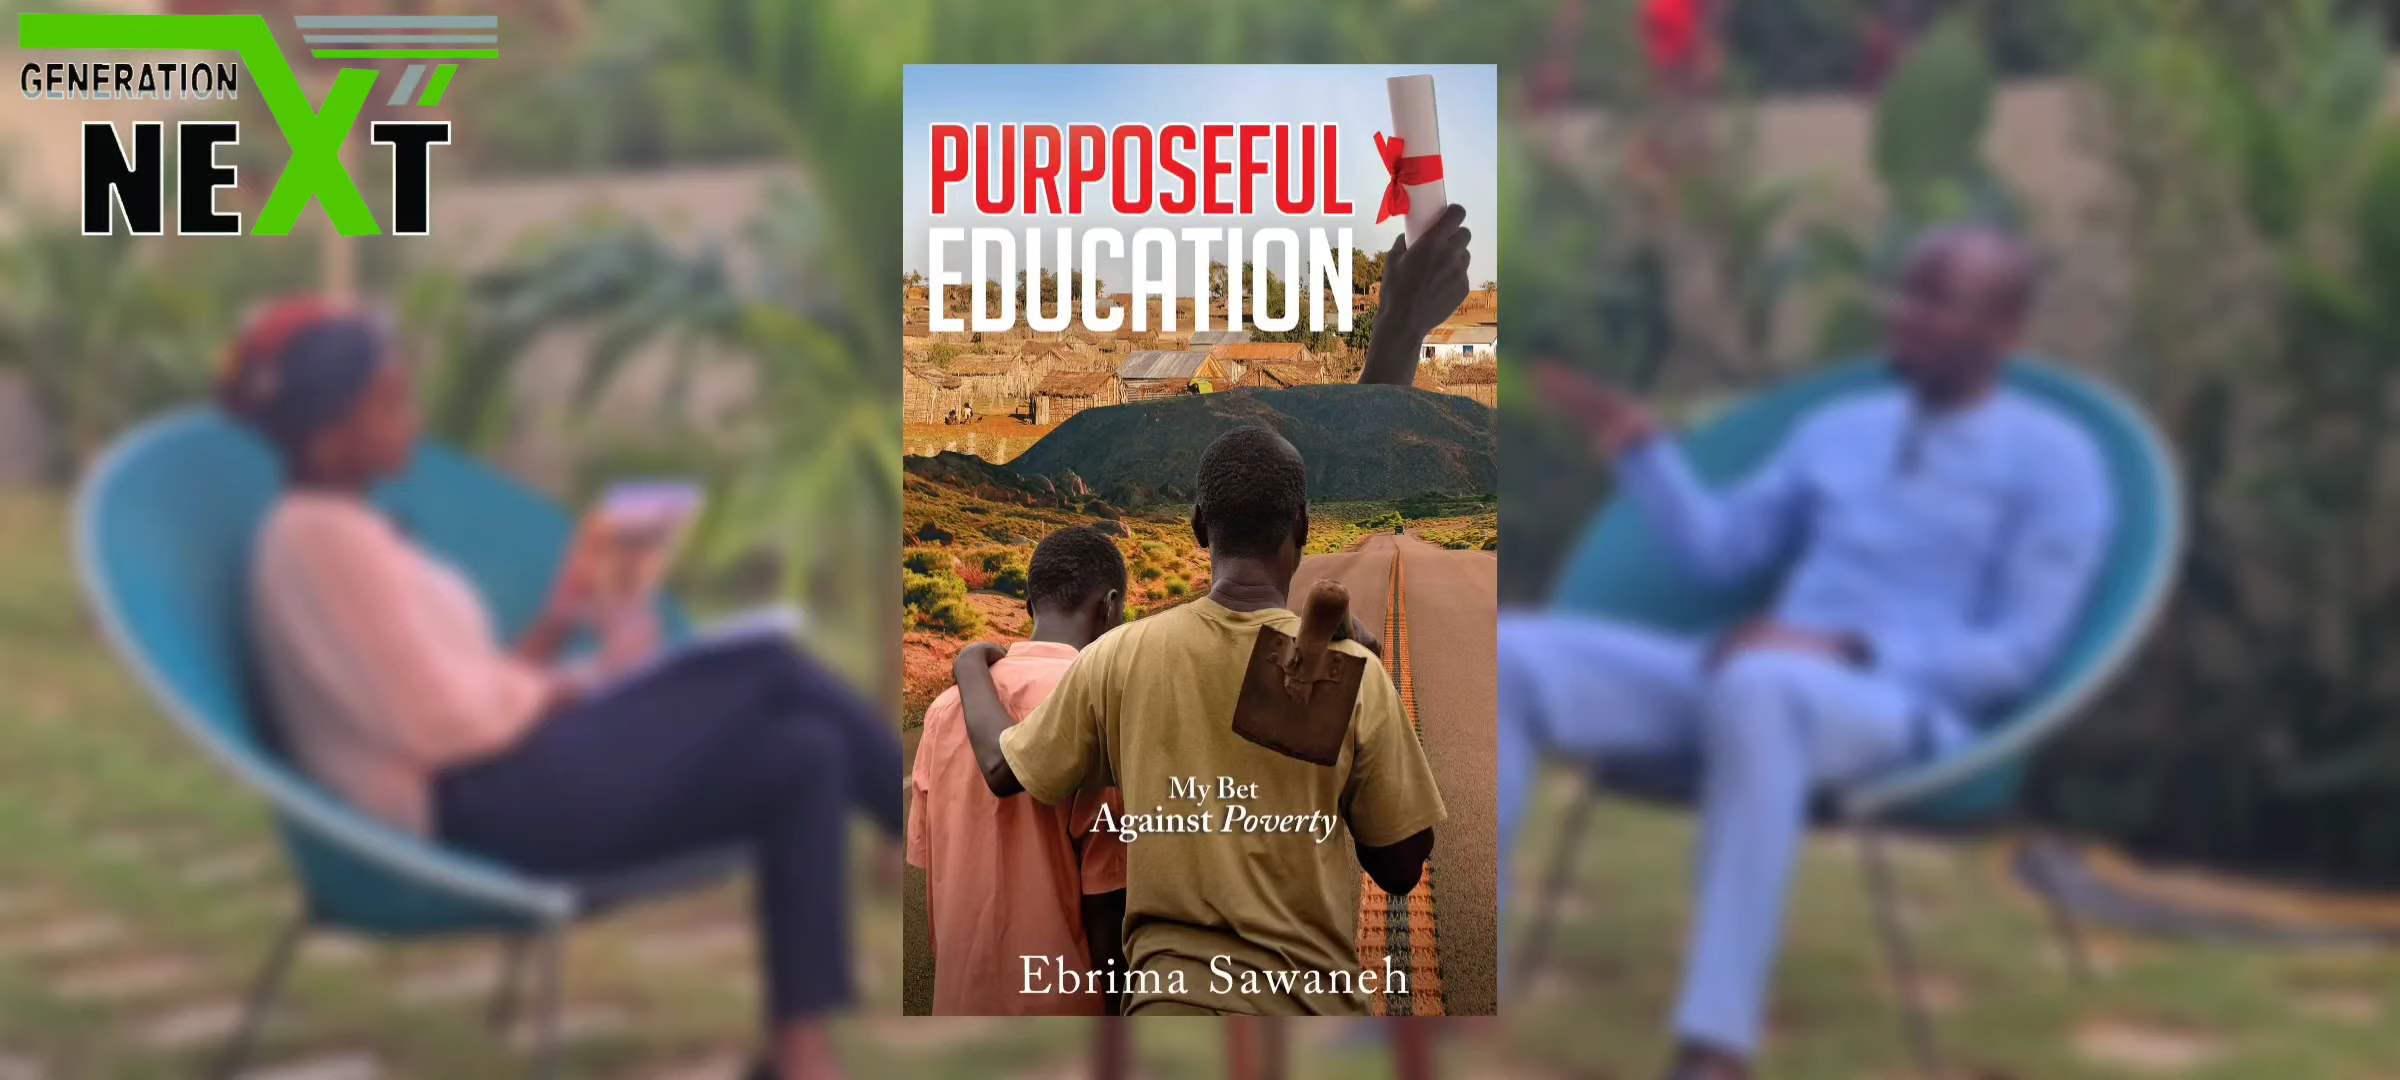 GENERATION
NEXT
PURPOSEFUL
EDUCATION
My Bet
Against Poverty
Ebrima Sawaneh